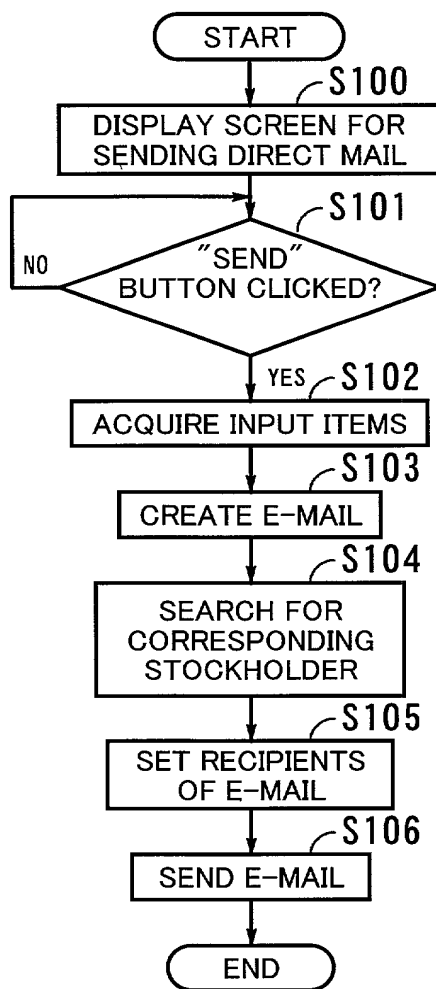 START
S100
DISPLAY SCREEN FOR
SENDING DIRECT MAIL
S101
"SEND"
BUTTON CLICKED?
NO
YES
S102
ACQUIRE INPUT ITEMS
S103
CREATE E-MAIL
S104
SEARCH FOR
CORRESPONDING
STOCKHOLDER
S105
SET RECIPIENTS
OF E-MAIL
S106
SEND E-MAIL
END